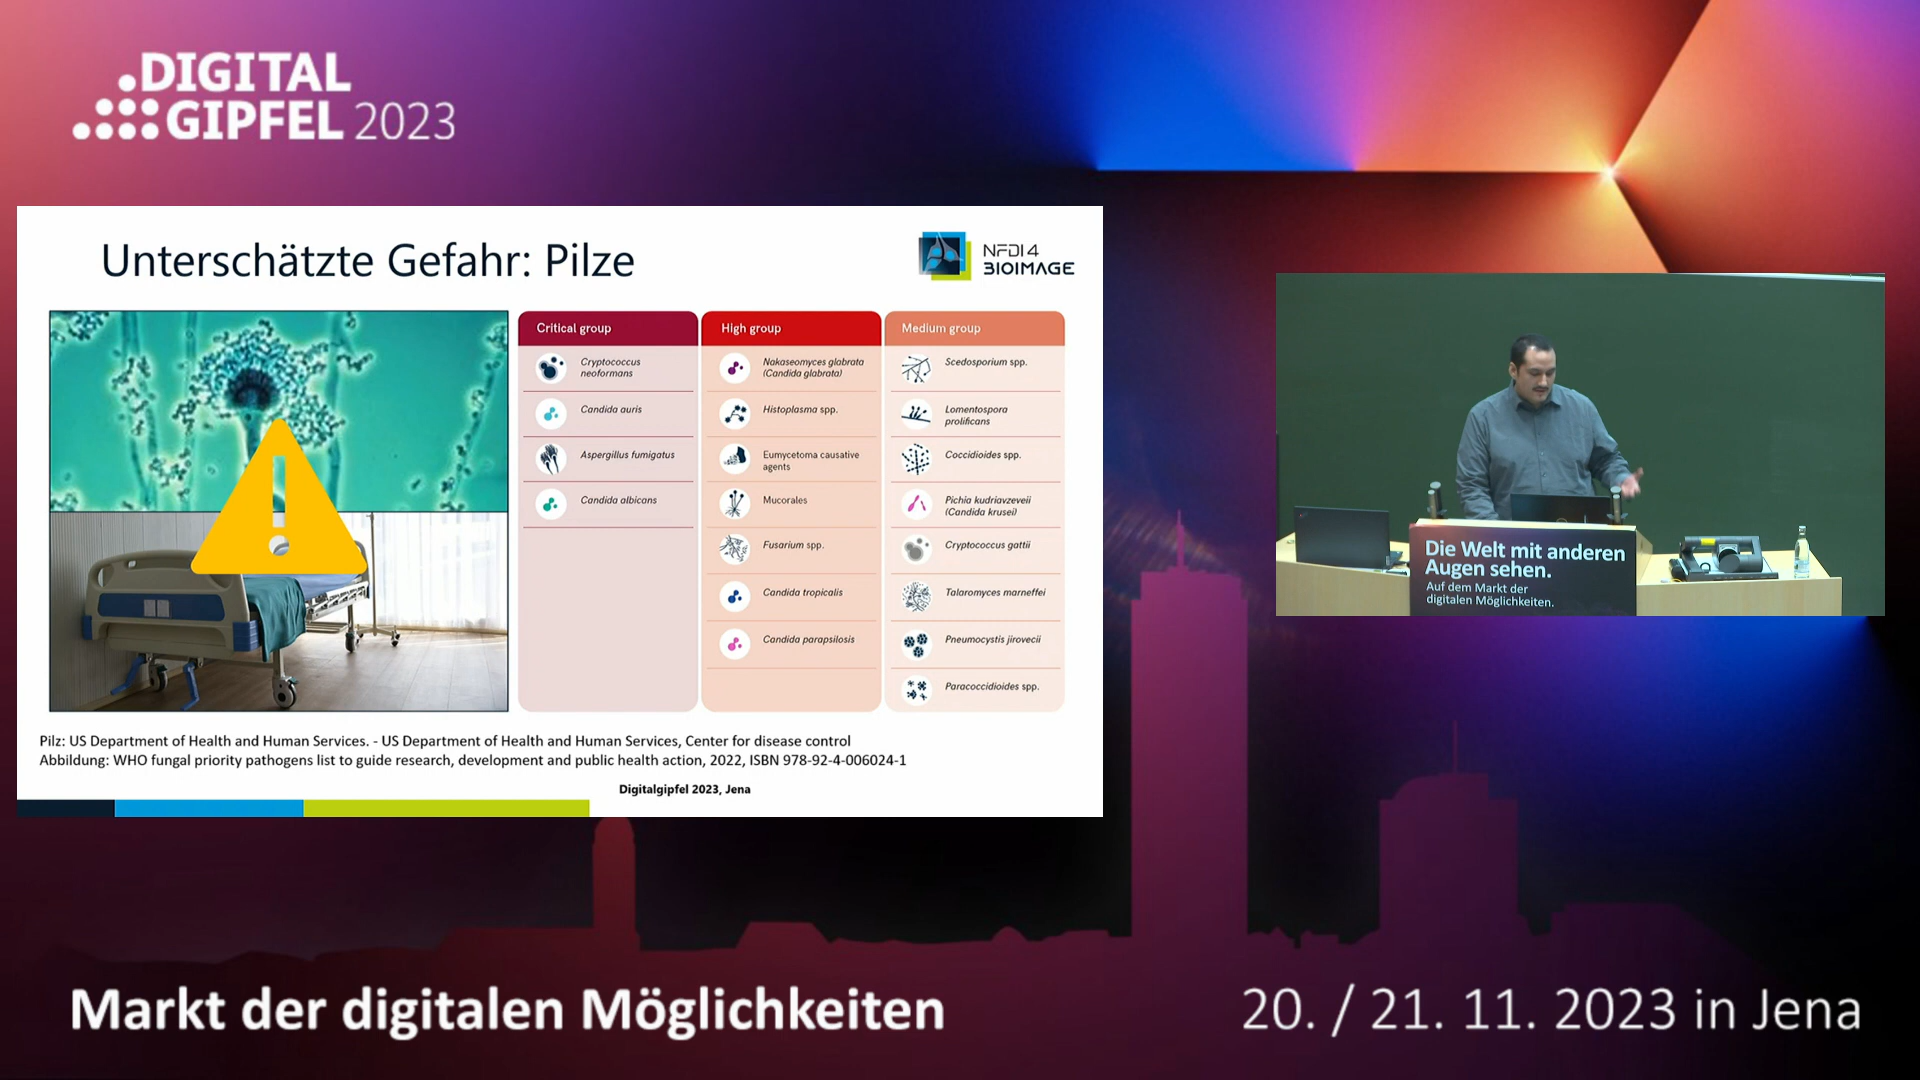 DIGITAL
GIPFEL 2023
Unterschätzte Gefahr: Pilze
NFDI4
BIOIMAGE
Critical group
Cryptococcus
neoformans
Candida auris
Aspergillus fumigatus
Candida albicans
High group
Nakaseomyces glabrata
(Candida glabrata)
Histoplasma spp.
Eumycetoma causative
agents
Mucorales
Fusarium spp.
Candida tropicalis
Candida parapsilosis
Medium group
Scedosporium spp.
Lomentospora
prolificans
Coccidioides spp.
Pichia kudriavzeveii
(Candida krusei)
Cryptococcus gattii
Talaromyces marneffei
Pneumocystis jirovecii
Paracoccidioides spp.
Pilz: US Department of Health and Human Services. - US Department of Health and Human Services, Center for disease control
Abbildung: WHO fungal priority pathogens list to guide research, development and public health action, 2022, ISBN 978-92-4-006024-1
Digitalgipfel 2023, Jena
Die Welt mit anderen
Augen sehen.
Auf dem Markt der
digitalen Möglichkeiten.
Markt der digitalen Möglichkeiten
20. / 21. 11. 2023 in Jena